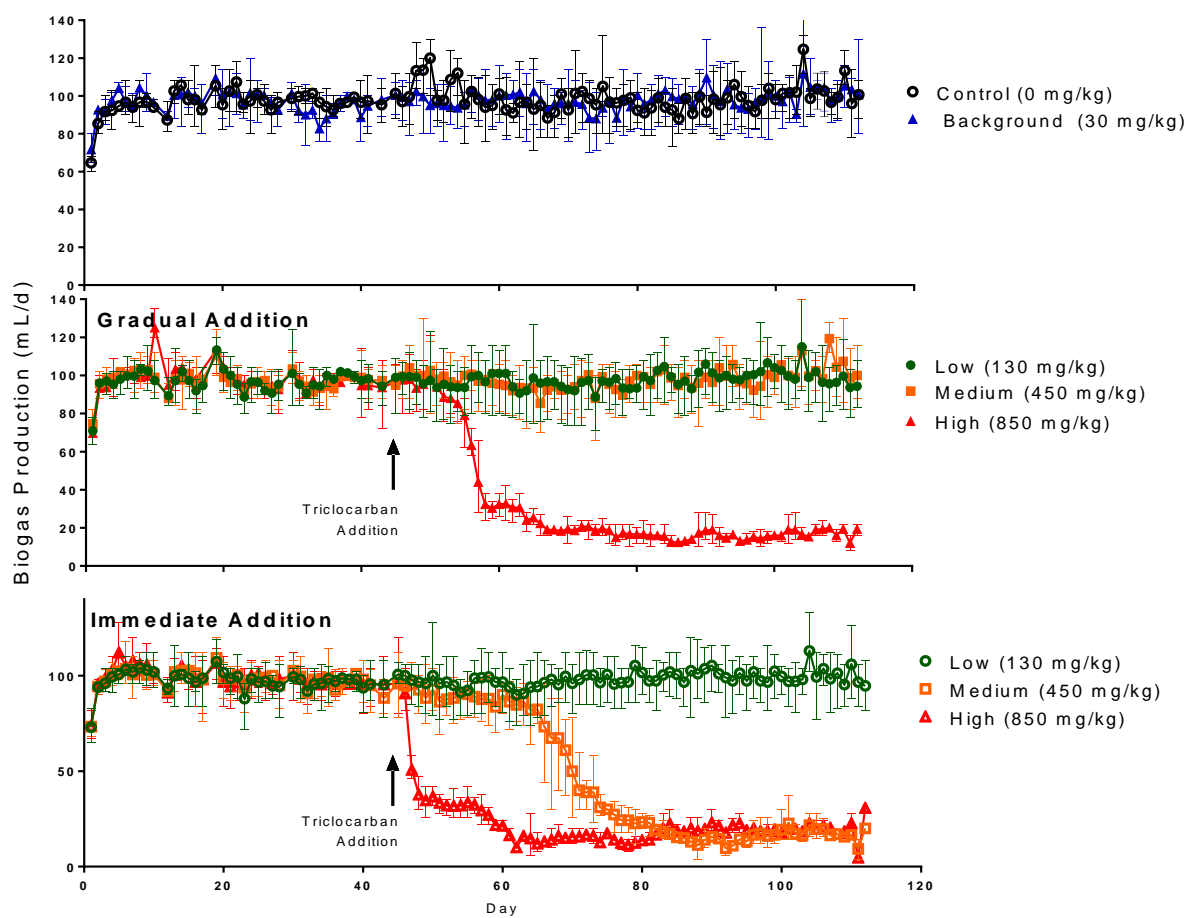 140
120
100
80
60
40
20
0
Control (0 mg/kg)
Background (30 mg/kg)
Biogas Production (mL/d)
140
120
100
80
60
40
20
0
Gradual Addition
Triclocarban
Addition
Low (130 mg/kg)
Medium (450 mg/kg)
High (850 mg/kg)
100
50
0
Immediate Addition
Triclocarban
Addition
Low (130 mg/kg)
Medium (450 mg/kg)
High (850 mg/kg)
0 20 40 60 80 100 120
Day